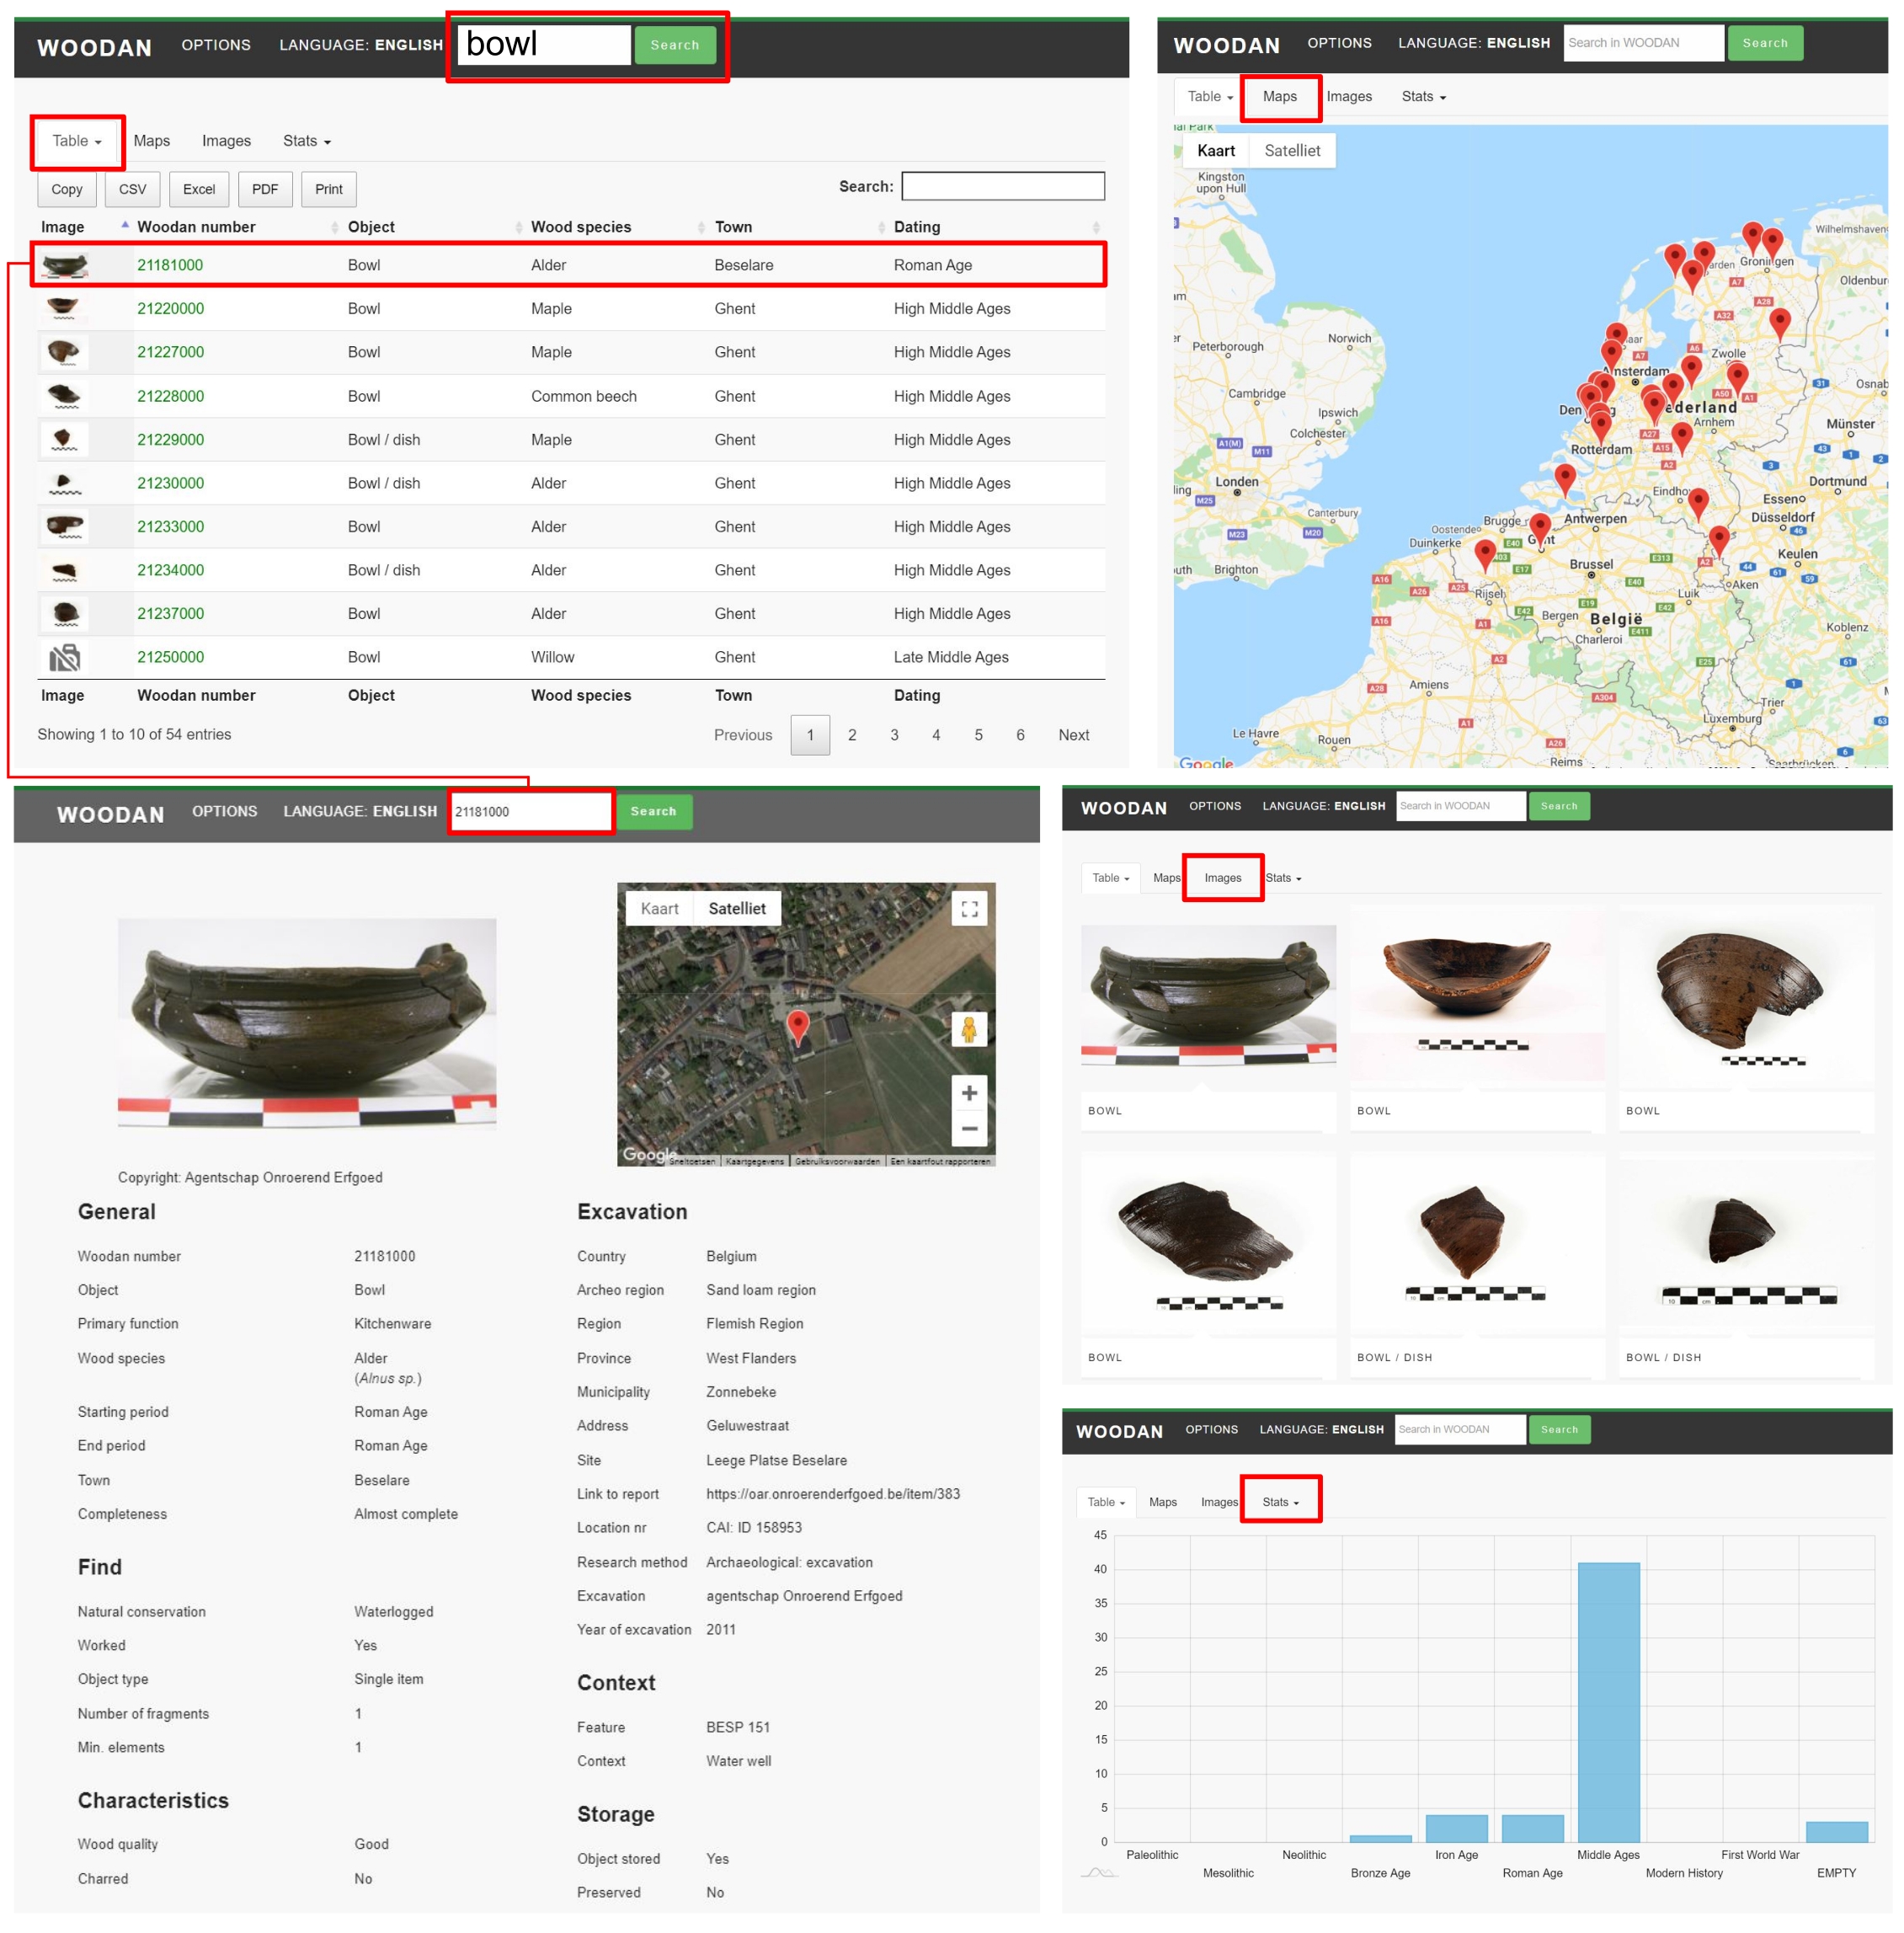 WOODAN OPTIONS LANGUAGE: ENGLISH bowl Search
Table Maps Images Stats
Copy CSV Excel PDF Print Search:
Image Woodan number Object Wood species Town Dating
21181000 Bowl Alder Beselare Roman Age
21220000 Bowl Maple Ghent High Middle Ages
21227000 Bowl Maple Ghent High Middle Ages
21228000 Bowl Common beech Ghent High Middle Ages
21229000 Bowl / dish Maple Ghent High Middle Ages
21230000 Bowl / dish Alder Ghent High Middle Ages
21233000 Bowl Alder Ghent High Middle Ages
21234000 Bowl / dish Alder Ghent High Middle Ages
21237000 Bowl Alder Ghent High Middle Ages
21250000 Bowl Willow Ghent Late Middle Ages
Image Woodan number Object Wood species Town Dating
Showing 1 to 10 of 54 entries Previous 1 2 3 4 5 6 Next
WOODAN OPTIONS LANGUAGE: ENGLISH Search in WOODAN Search
Table Maps Images Stats
Kaart Satelliet
Kingston
upon Hull
Wilhelmshaven
Groningen
Oldenbur
Norwich
Peterborough
Zwolle
Amsterdam
Cambridge
Osnab
Ipswich
Den
ederland
Colchester
Arnhem
Münster
Rotterdam
Londen
Dortmund
Essen
Canterbury
Oostende
Brugge
Antwerpen
Düsseldorf
Duinkerke
Keulen
Brussel
Brighton
Aken
Rijsel
Luik
Bergen
België
Charleroi
Koblenz
Amiens
Trier
Luxemburg
Le Havre
Rouen
Reims
Saarbrücken
Google
WOODAN OPTIONS LANGUAGE: ENGLISH 21181000 Search
Kaart Satelliet
Google
Sneltoetsen Kaartgegevens Gebruiksvoorwaarden Een kaartfout rapporteren
Copyright: Agentschap Onroerend Erfgoed
General
Woodan number 21181000
Object Bowl
Primary function Kitchenware
Wood species Alder
(Alnus sp.)
Starting period Roman Age
End period Roman Age
Town Beselare
Completeness Almost complete
Find
Natural conservation Waterlogged
Worked Yes
Object type Single item
Number of fragments 1
Min. elements 1
Characteristics
Wood quality Good
Charred No
Excavation
Country Belgium
Archeo region Sand loam region
Region Flemish Region
Province West Flanders
Municipality Zonnebeke
Address Geluwestraat
Site Leege Platse Beselare
Link to report https://oar.onroerenderfgoed.be/item/383
Location nr CAI: ID 158953
Research method Archaeological: excavation
Excavation agentschap Onroerend Erfgoed
Year of excavation 2011
Context
Feature BESP 151
Context Water well
Storage
Object stored Yes
Preserved No
WOODAN OPTIONS LANGUAGE: ENGLISH Search in WOODAN Search
Table Maps Images Stats
BOWL BOWL BOWL
BOWL BOWL / DISH BOWL / DISH
WOODAN OPTIONS LANGUAGE: ENGLISH Search in WOODAN Search
Table Maps Images Stats
45
40
35
30
25
20
15
10
5
0
Paleolithic Neolithic Iron Age Middle Ages First World War
Mesolithic Bronze Age Roman Age Modern History EMPTY